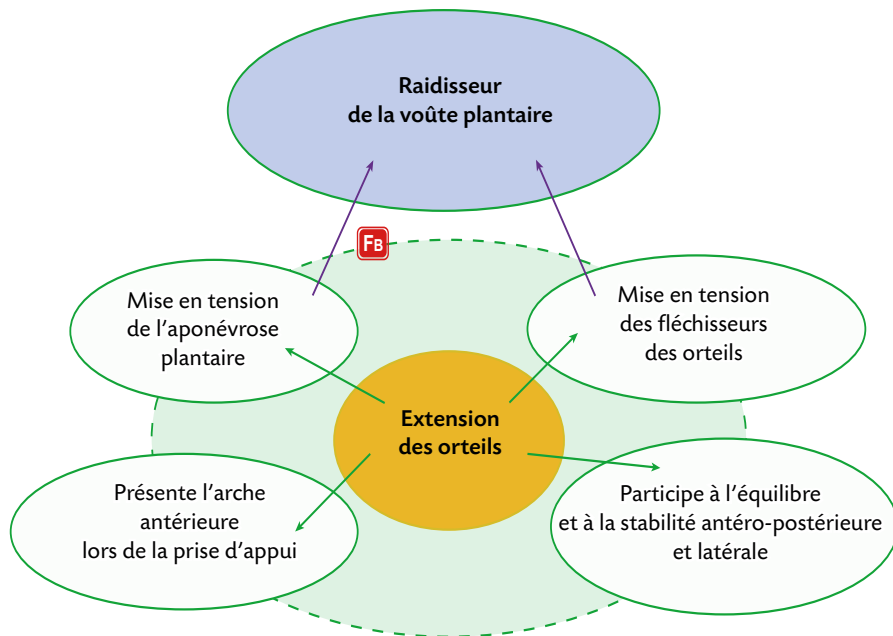 Raidisseur
de la voûte plantaire
FB
Mise en tension
de l'aponévrose
plantaire
Mise en tension
des fléchisseurs
des orteils
Extension
des orteils
Présente l'arche
antérieure
lors de la prise d'appui
Participe à l'équilibre
et à la stabilité antéro-postérieure
et latérale